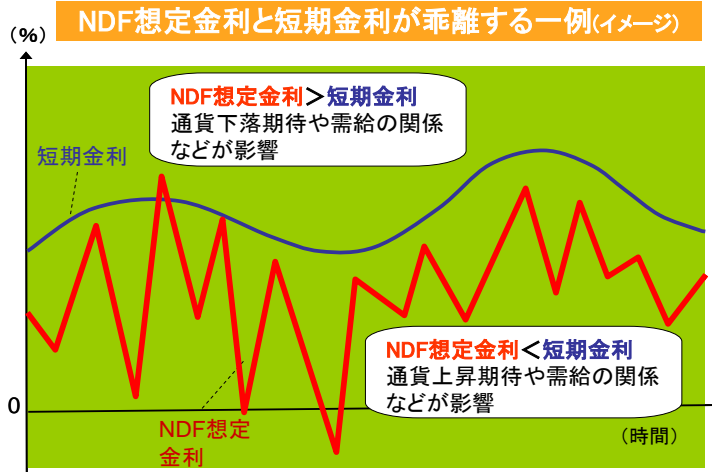 NDF想定金利と短期金利が乖離する一例(イメージ)
(%)
NDF想定金利>短期金利
通貨下落期待や需給の関係
などが影響
短期金利
NDF想定金利<短期金利
通貨上昇期待や需給の関係
などが影響
0
NDF想定
金利
(時間)